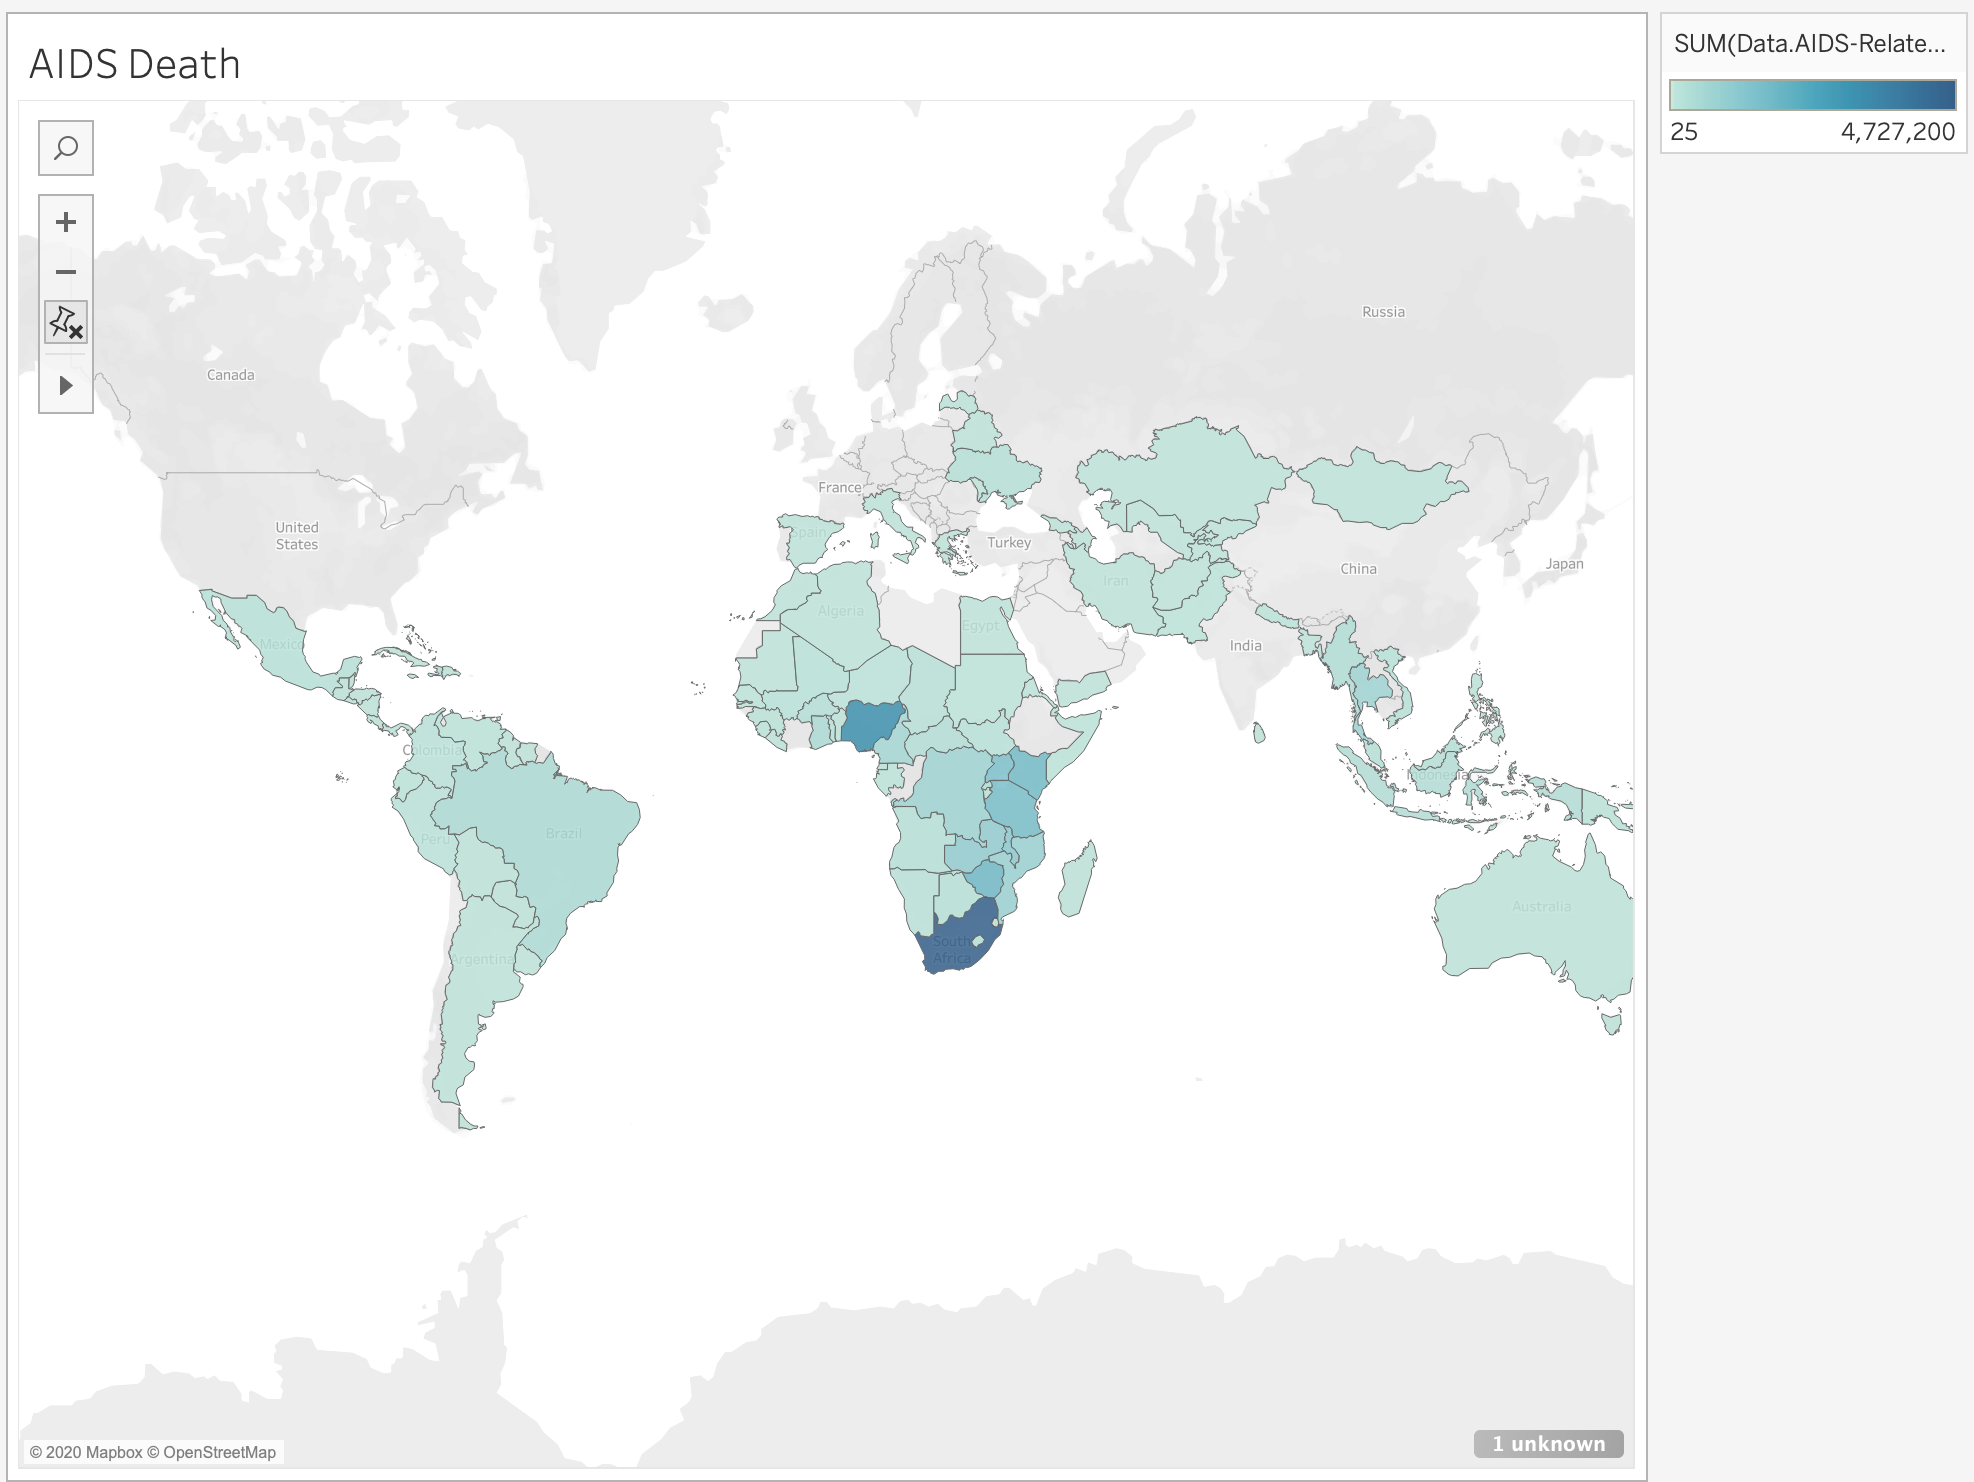 AIDS Death
SUM(Data.AIDS-Relate...
25
4,727,200
Russia
Canada
France
United
States
Spain
Turkey
Japan
China
Iran
Algeria
Egypt
India
Mexico
Colombia
Indonesia
Brazil
Peru
Australia
South
Africa
Argentina
© 2020 Mapbox © OpenStreetMap
1 unknown